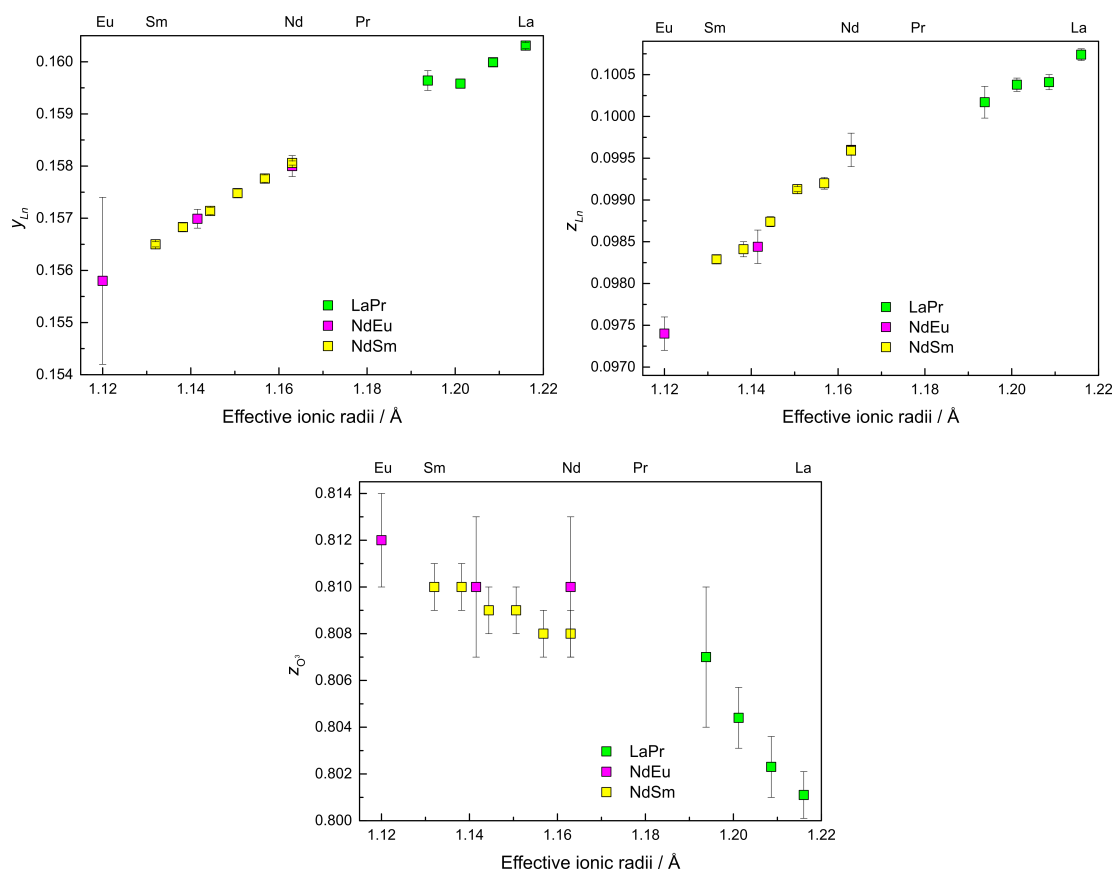 Eu Sm Nd Pr La
0.160
0.159
0.158
0.157
0.156
0.155
0.154
y_Ln
LaPr
NdEu
NdSm
1.12 1.14 1.16 1.18 1.20 1.22
Effective ionic radii / Å
Eu Sm Nd Pr La
0.1005
0.1000
0.0995
0.0990
0.0985
0.0980
0.0975
0.0970
z_Ln
LaPr
NdEu
NdSm
1.12 1.14 1.16 1.18 1.20 1.22
Effective ionic radii / Å
Eu Sm Nd Pr La
0.814
0.812
0.810
0.808
0.806
0.804
0.802
0.800
z_O³
LaPr
NdEu
NdSm
1.12 1.14 1.16 1.18 1.20 1.22
Effective ionic radii / Å